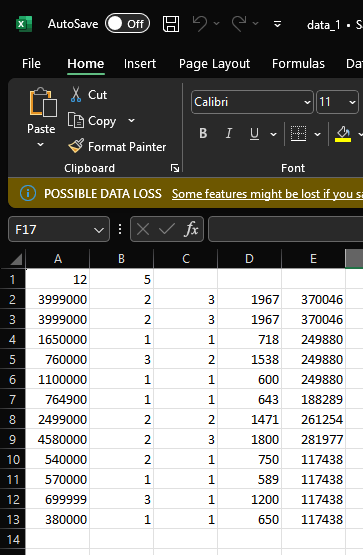 AutoSave Off data_1 • S
File Home Insert Page Layout Formulas Da
Paste Cut Calibri 11
Copy
Format Painter B I U
Clipboard Font
POSSIBLE DATA LOSS Some features might be lost if you sa
F17 fx
A B C D E
1 12 5
2 3999000 2 3 1967 370046
3 3999000 2 3 1967 370046
4 1650000 1 1 718 249880
5 760000 3 2 1538 249880
6 1100000 1 1 600 249880
7 764900 1 1 643 188289
8 2499000 2 2 1471 261254
9 4580000 2 3 1800 281977
10 540000 2 1 750 117438
11 570000 1 1 589 117438
12 699999 3 1 1200 117438
13 380000 1 1 650 117438
14